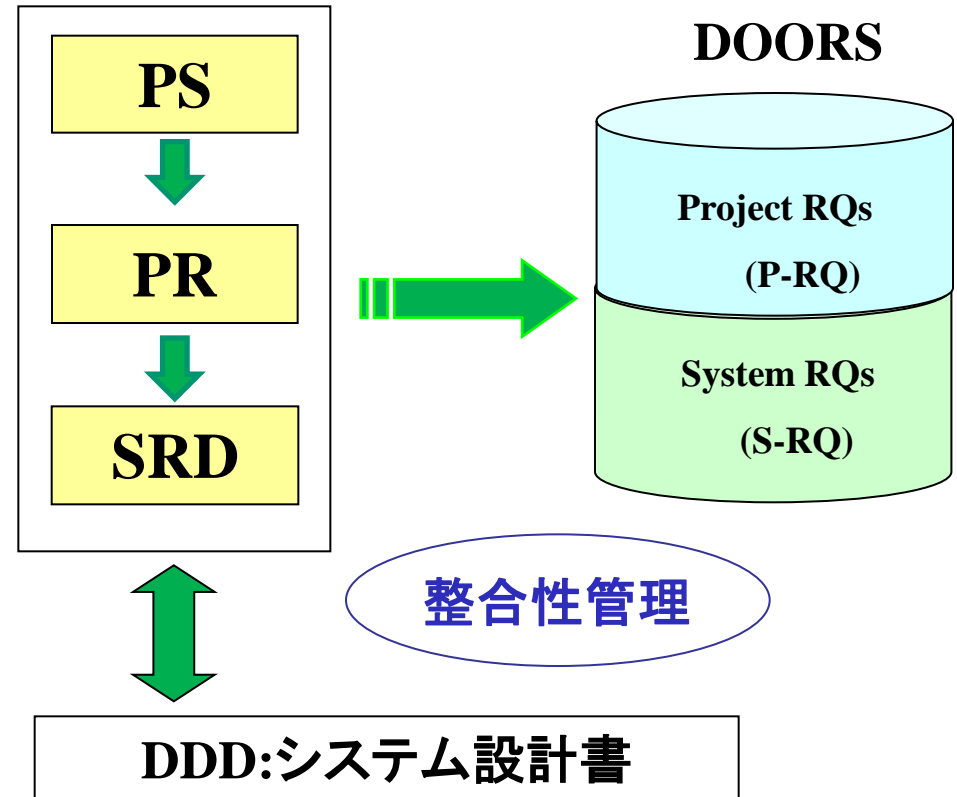 PS
PR
SRD
DOORS
Project RQs
(P-RQ)
System RQs
(S-RQ)
整合性管理
DDD:システム設計書